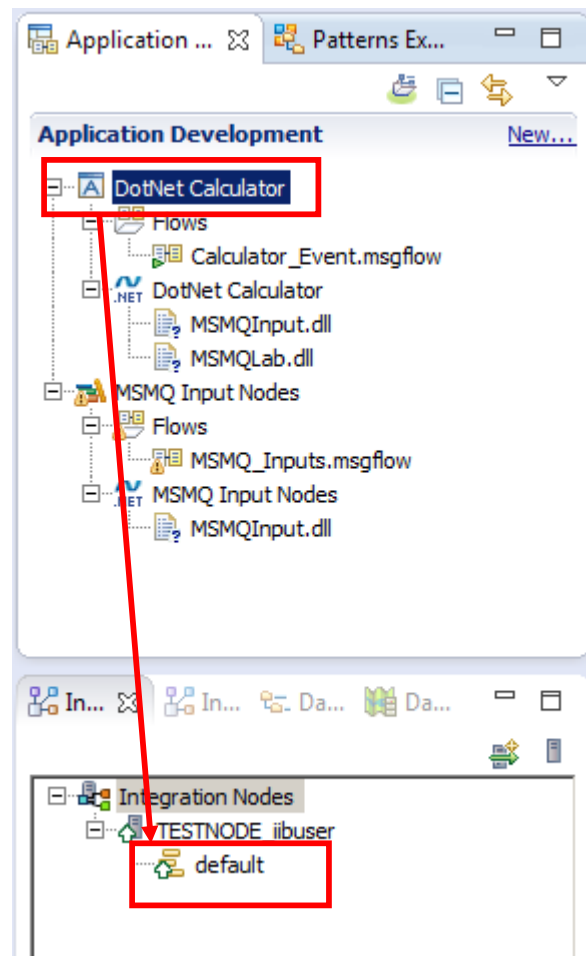 Application ... Patterns Ex...
Application Development New...
DotNet Calculator
Flows
Calculator_Event.msgflow
.NET DotNet Calculator
MSMQInput.dll
MSMQLab.dll
MSMQ Input Nodes
Flows
MSMQ_Inputs.msgflow
.NET MSMQ Input Nodes
MSMQInput.dll
In... In... Da... Da...
Integration Nodes
TESTNODE_iibuser
default